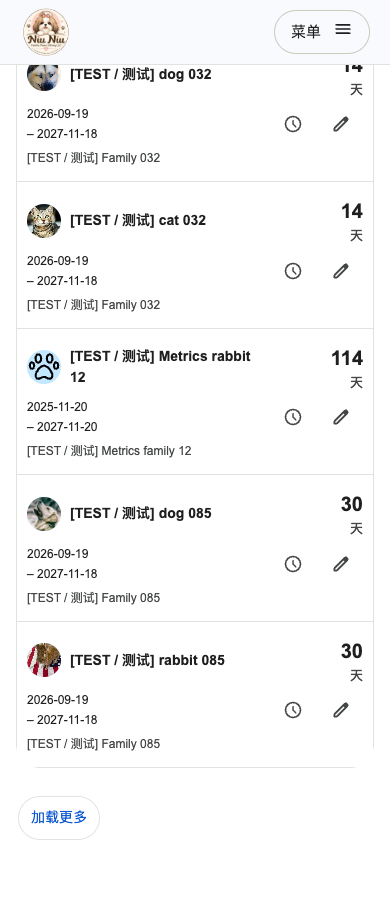 Niu Niu
菜单
[TEST / 测试] dog 032
14
天
2026-09-19
– 2027-11-18
[TEST / 测试] Family 032
[TEST / 测试] cat 032
14
天
2026-09-19
– 2027-11-18
[TEST / 测试] Family 032
[TEST / 测试] Metrics rabbit
12
114
天
2025-11-20
– 2027-11-20
[TEST / 测试] Metrics family 12
[TEST / 测试] dog 085
30
天
2026-09-19
– 2027-11-18
[TEST / 测试] Family 085
[TEST / 测试] rabbit 085
30
天
2026-09-19
– 2027-11-18
[TEST / 测试] Family 085
加载更多